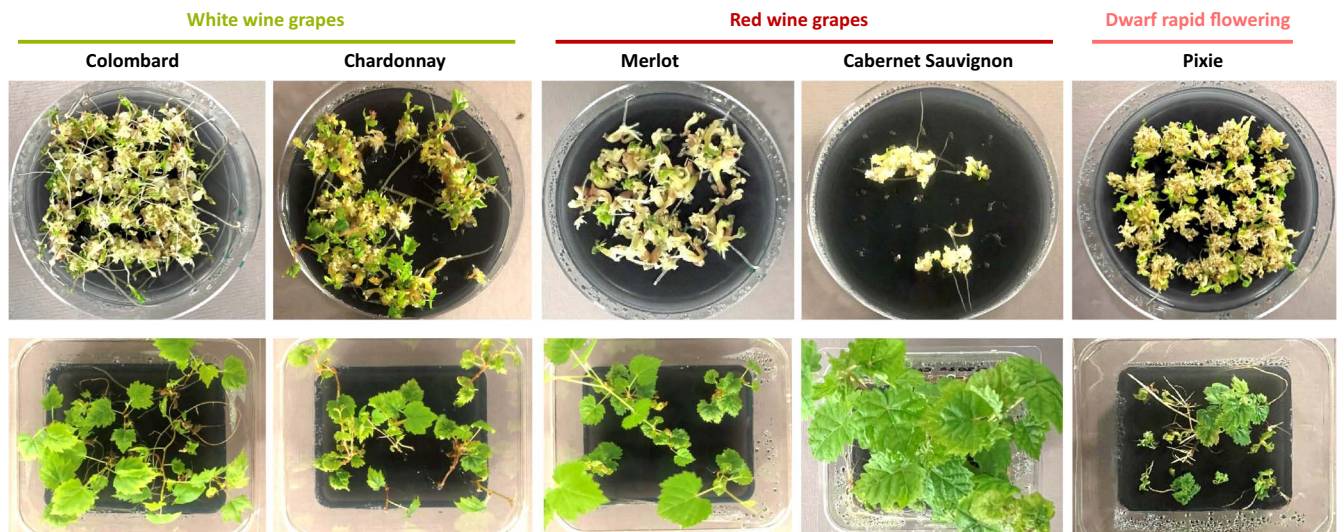 White wine grapes
Red wine grapes
Dwarf rapid flowering
Colombard
Chardonnay
Merlot
Cabernet Sauvignon
Pixie